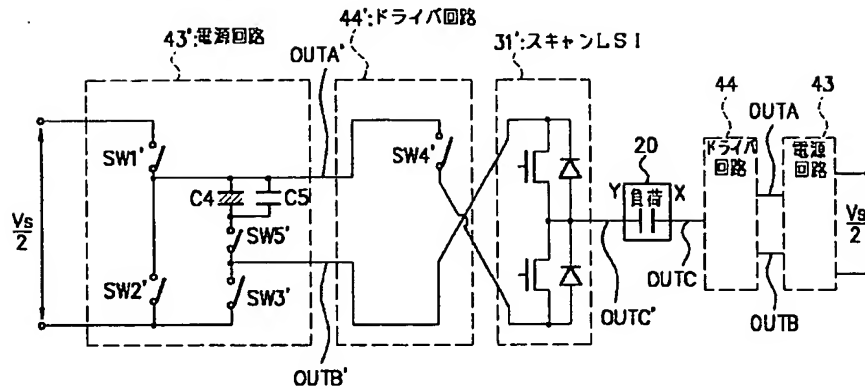 43':電源回路
44':ドライバ回路
31':スキャンLSI
OUTA'
44
OUTA
43
SW1'
SW4'
20
ドライバ
回路
電源
回路
C4
C5
Y
負荷
X
Vs
2
SW5'
Vs
2
SW2'
SW3'
OUTC'
OUTC
OUTB
OUTB'